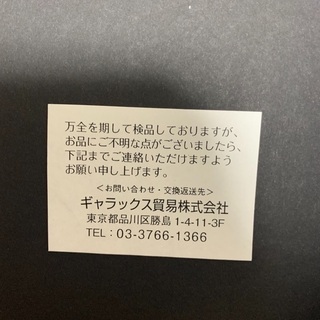 万全を期して検品しておりますが、
お品にご不明な点がございましたら、
下記までご連絡いただけますよう
お願い申し上げます。
＜お問い合わせ・交換返送先＞
ギャラックス貿易株式会社
東京都品川区勝島 1-4-11-3F
TEL：03-3766-1366